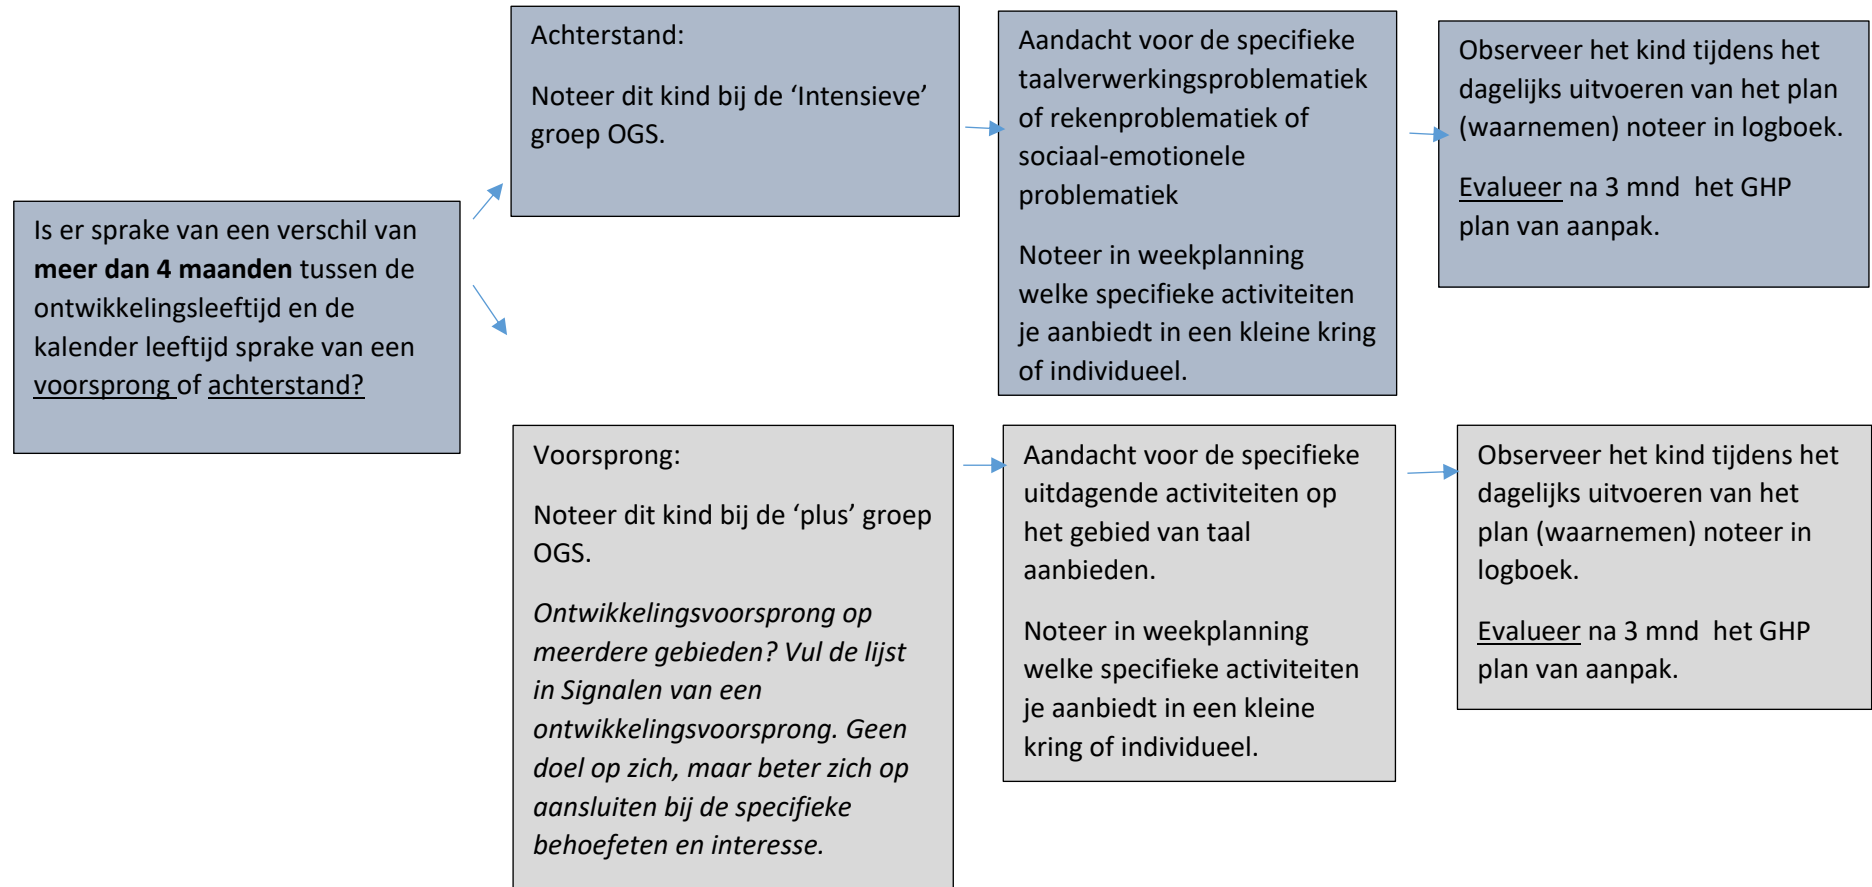 Is er sprake van een verschil van
meer dan 4 maanden tussen de
ontwikkelingsleeftijd en de
kalender leeftijd sprake van een
voorsprong of achterstand?
Achterstand:
Noteer dit kind bij de ‘Intensieve’
groep OGS.
Aandacht voor de specifieke
taalverwerkingsproblematiek
of rekenproblematiek of
sociaal-emotionele
problematiek
Noteer in weekplanning
welke specifieke activiteiten
je aanbiedt in een kleine kring
of individueel.
Observeer het kind tijdens het
dagelijks uitvoeren van het plan
(waarnemen) noteer in logboek.
Evalueer na 3 mnd  het GHP
plan van aanpak.
Voorsprong:
Noteer dit kind bij de ‘plus’ groep
OGS.
Ontwikkelingsvoorsprong op
meerdere gebieden? Vul de lijst
in Signalen van een
ontwikkelingsvoorsprong. Geen
doel op zich, maar beter zich op
aansluiten bij de specifieke
behoefeten en interesse.
Aandacht voor de specifieke
uitdagende activiteiten op
het gebied van taal
aanbieden.
Noteer in weekplanning
welke specifieke activiteiten
je aanbiedt in een kleine
kring of individueel.
Observeer het kind tijdens het
dagelijks uitvoeren van het
plan (waarnemen) noteer in
logboek.
Evalueer na 3 mnd  het GHP
plan van aanpak.